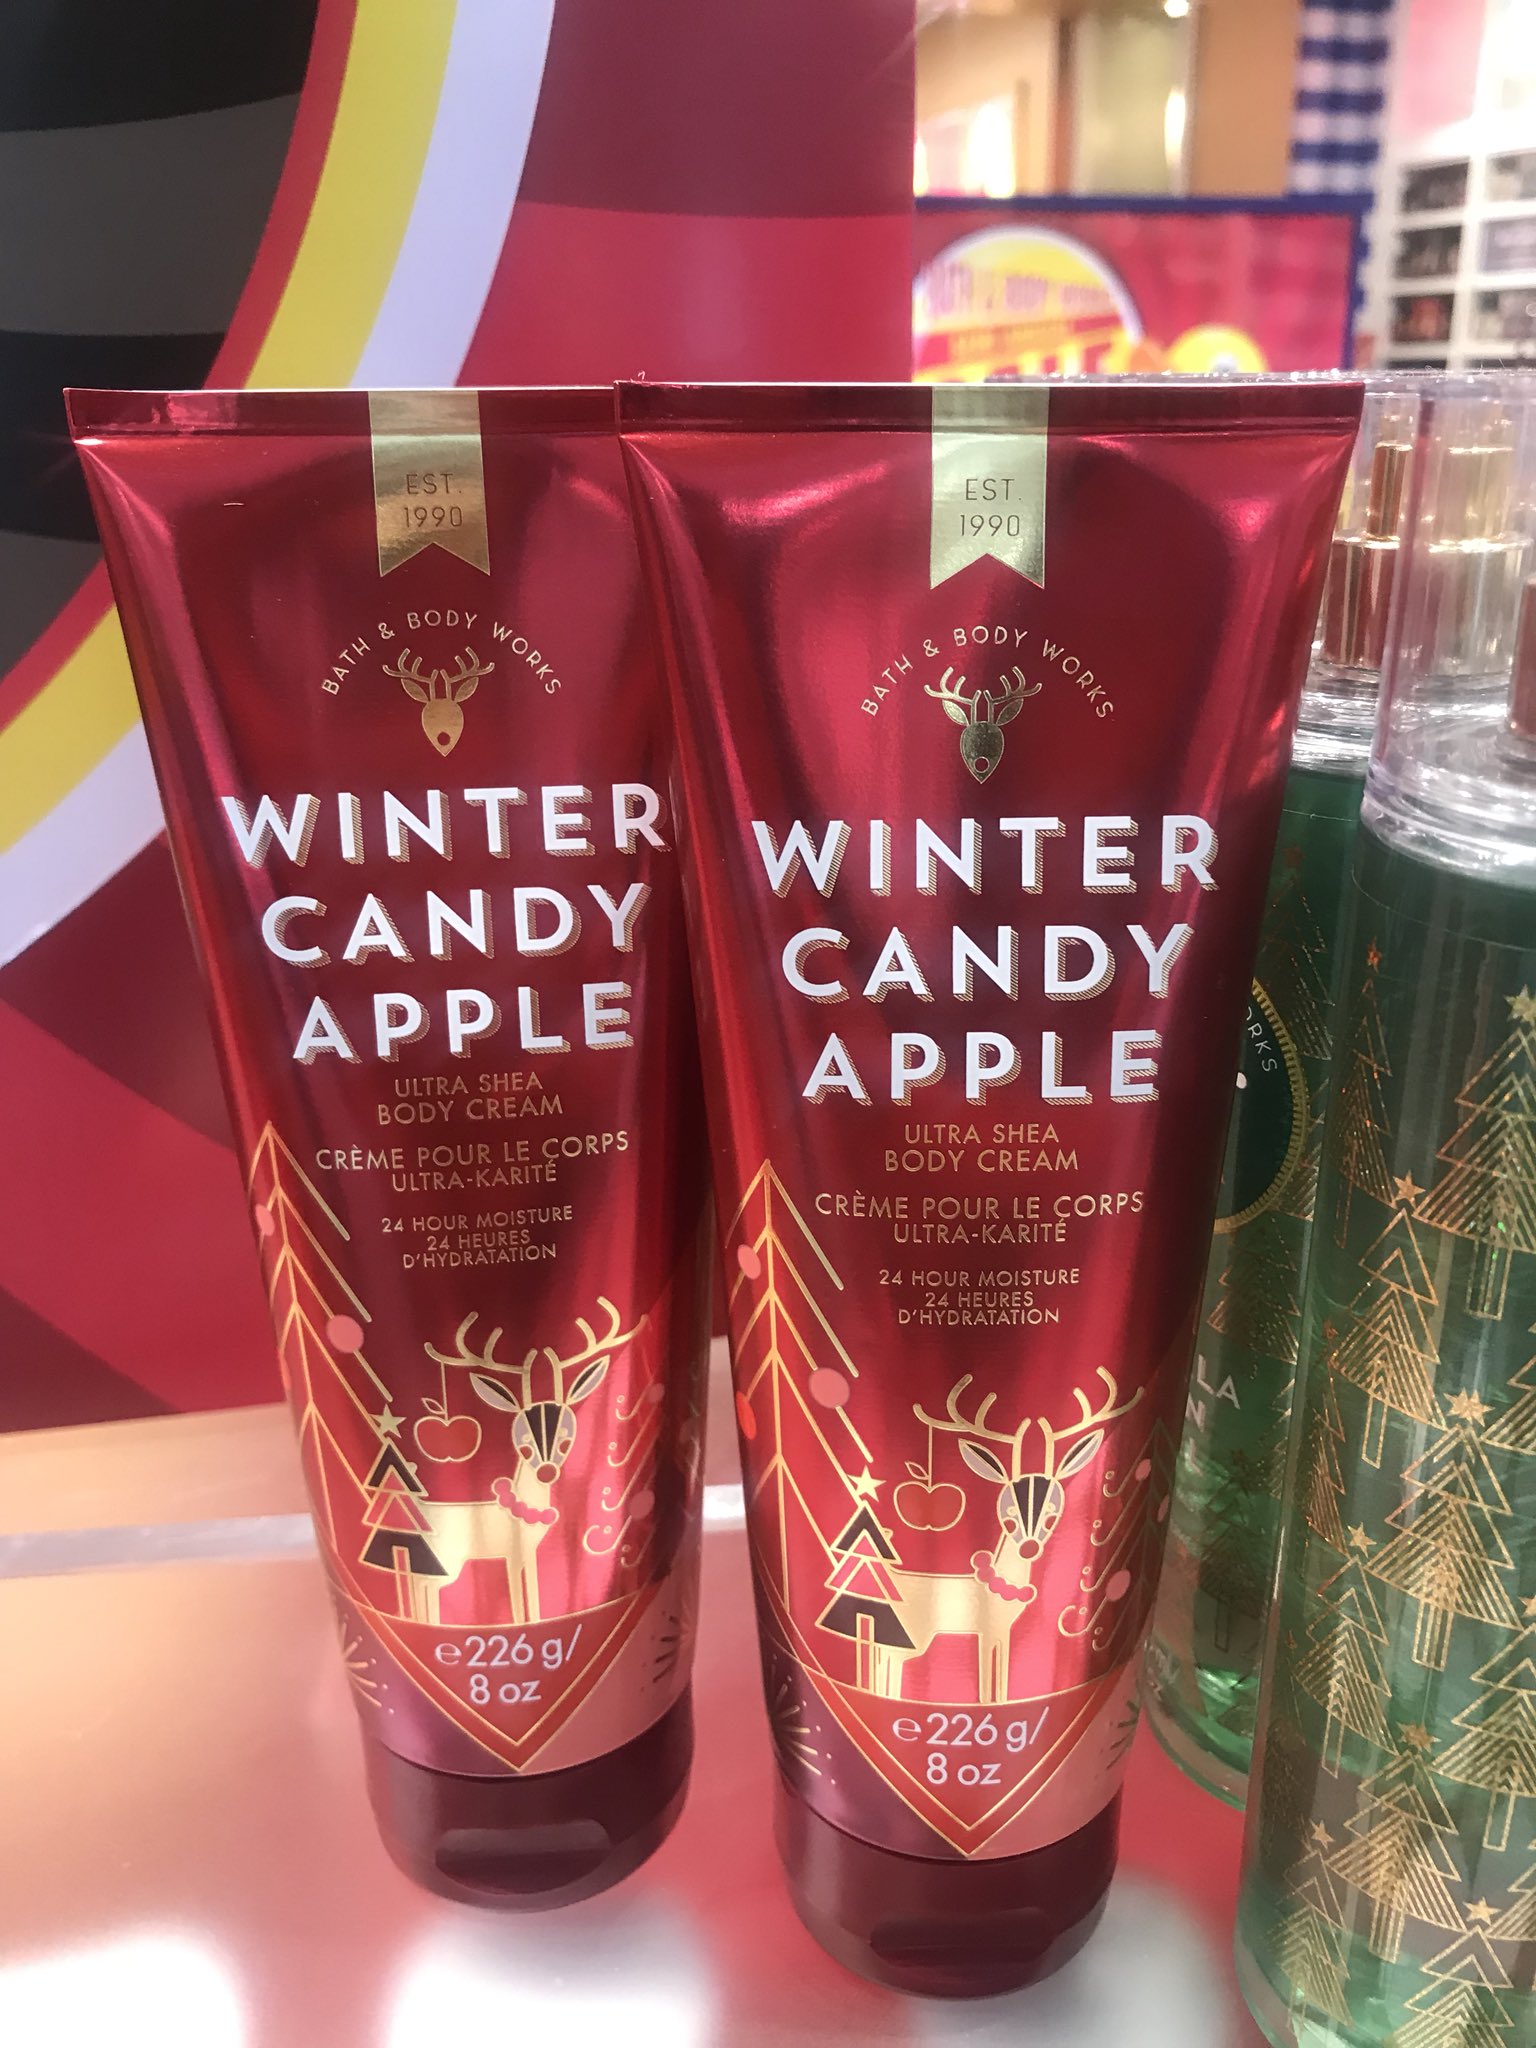 EST.
1990
BATH & BODY WORKS
WINTER
CANDY
APPLE
ULTRA SHEA
BODY CREAM
CRÈME POUR LE CORPS
ULTRA-KARITÉ
24 HOUR MOISTURE
24 HEURES
D'HYDRATATION
e226 g/
8 oz
EST.
1990
BATH & BODY WORKS
WINTER
CANDY
APPLE
ULTRA SHEA
BODY CREAM
CRÈME POUR LE CORPS
ULTRA-KARITÉ
24 HOUR MOISTURE
24 HEURES
D'HYDRATATION
e226 g/
8 oz